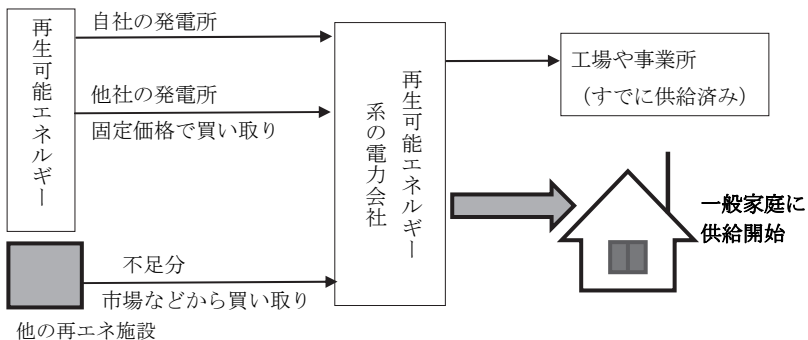 再生可能エネルギー
自社の発電所
他社の発電所
固定価格で買い取り
不足分
市場などから買い取り
他の再エネ施設
再生可能エネルギー
系の電力会社
工場や事業所
（すでに供給済み）
一般家庭に
供給開始